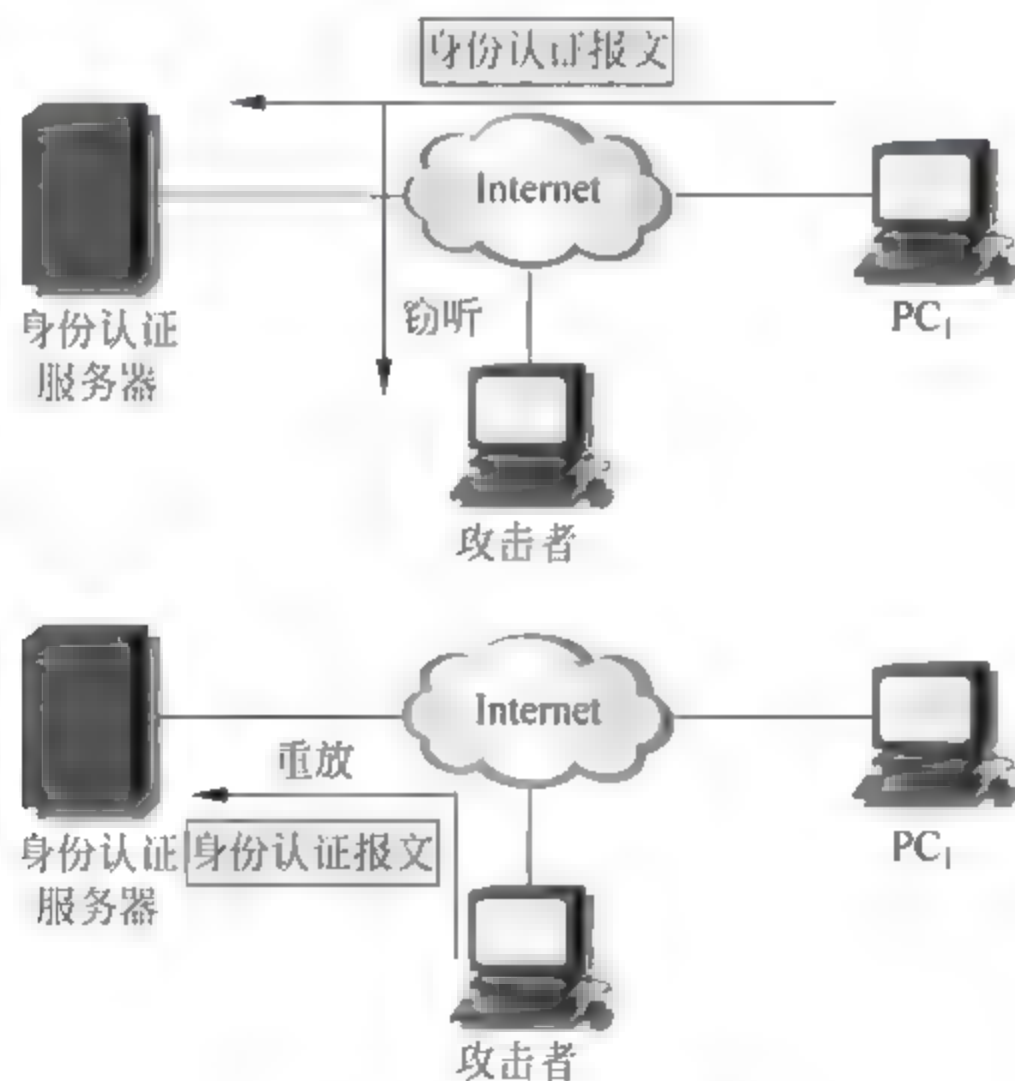 身份认证报文
Internet
窃听
身份认证
服务器
PC1
攻击者
Internet
重放
身份认证
服务器
身份认证报文
PC1
攻击者